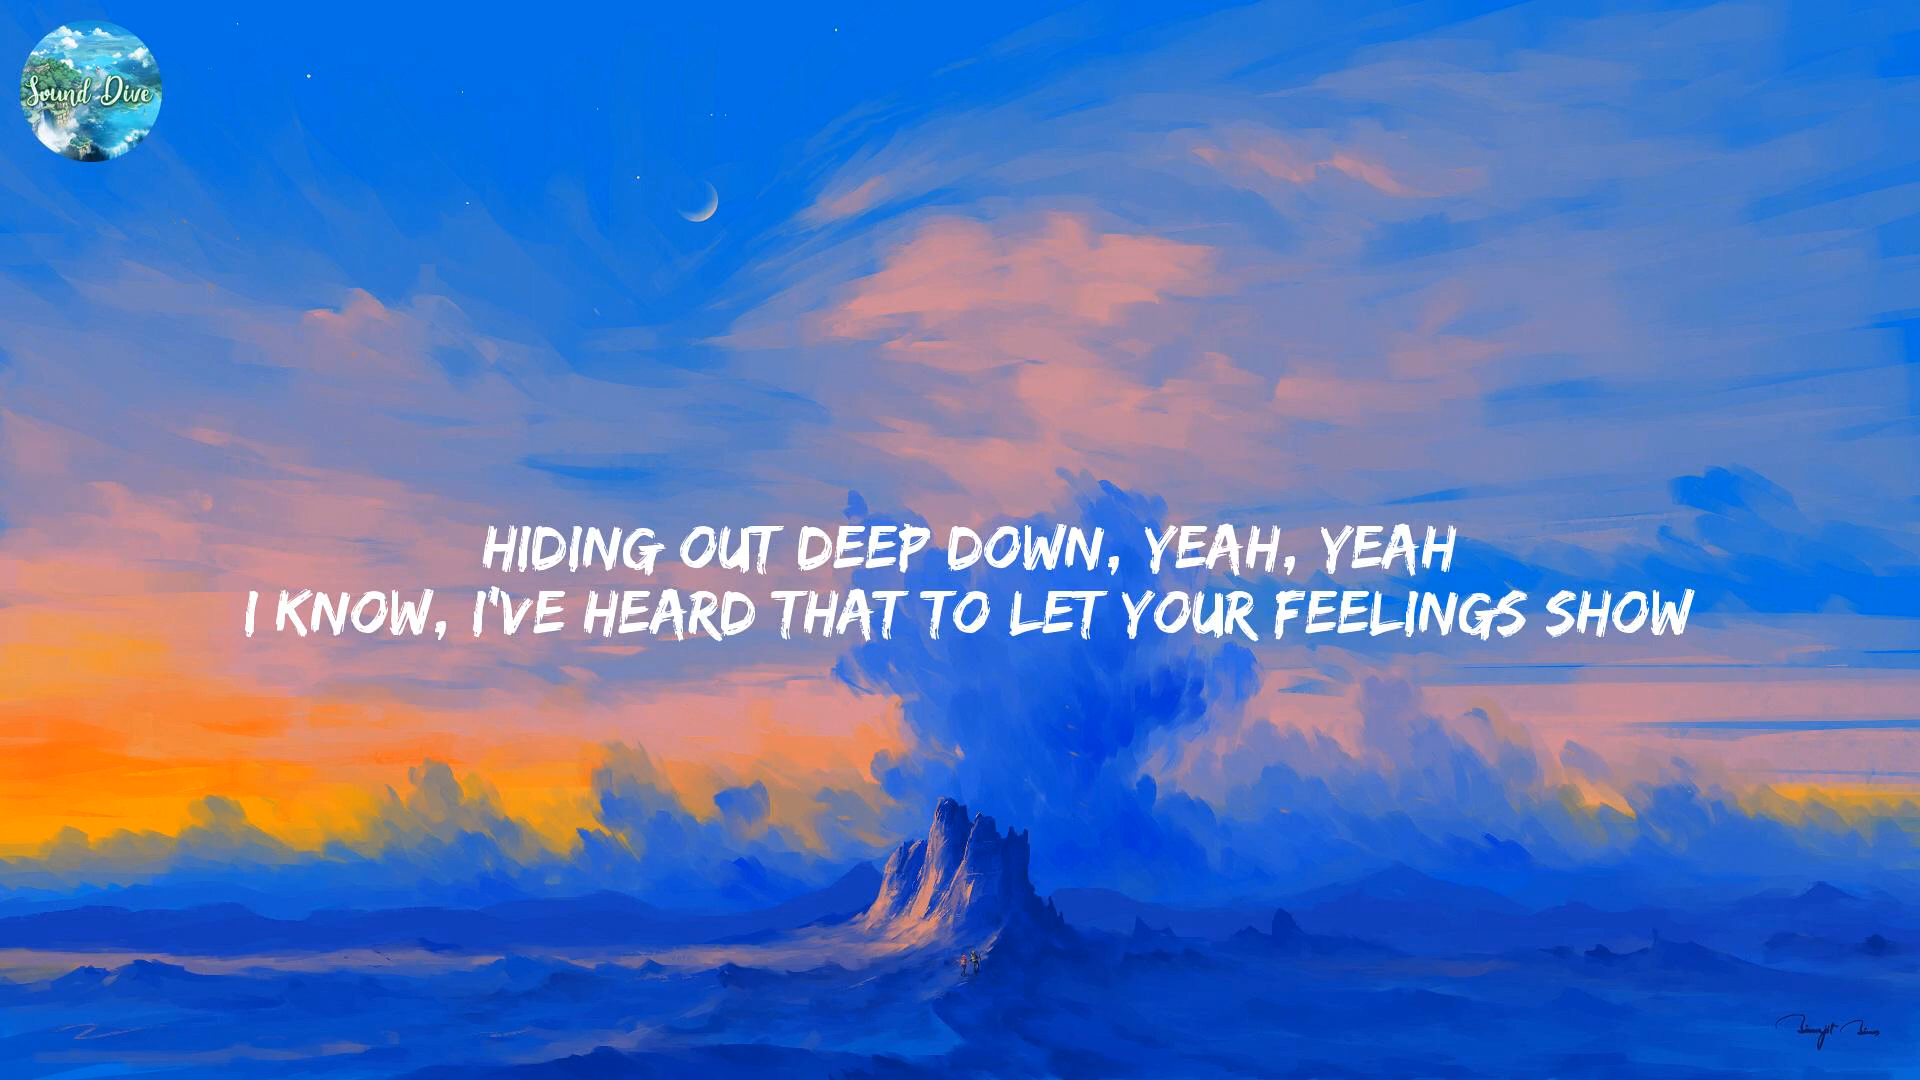 Sound Dive
HIDING OUT DEEP DOWN, YEAH, YEAH
I KNOW, I'VE HEARD THAT TO LET YOUR FEELINGS SHOW